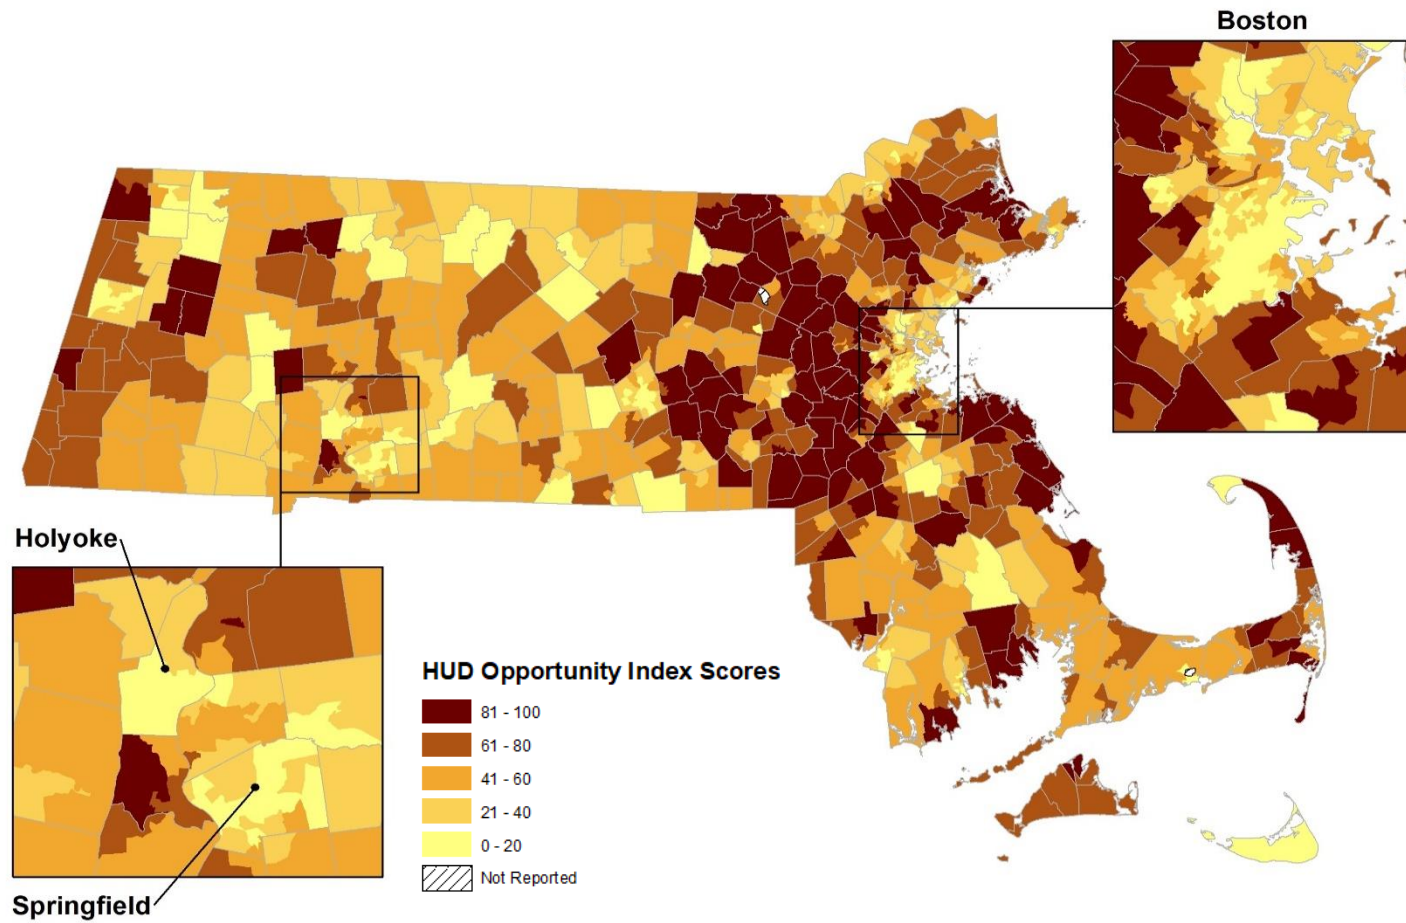 Boston
Holyoke
HUD Opportunity Index Scores
81 - 100
61 - 80
41 - 60
21 - 40
0 - 20
Not Reported
Springfield